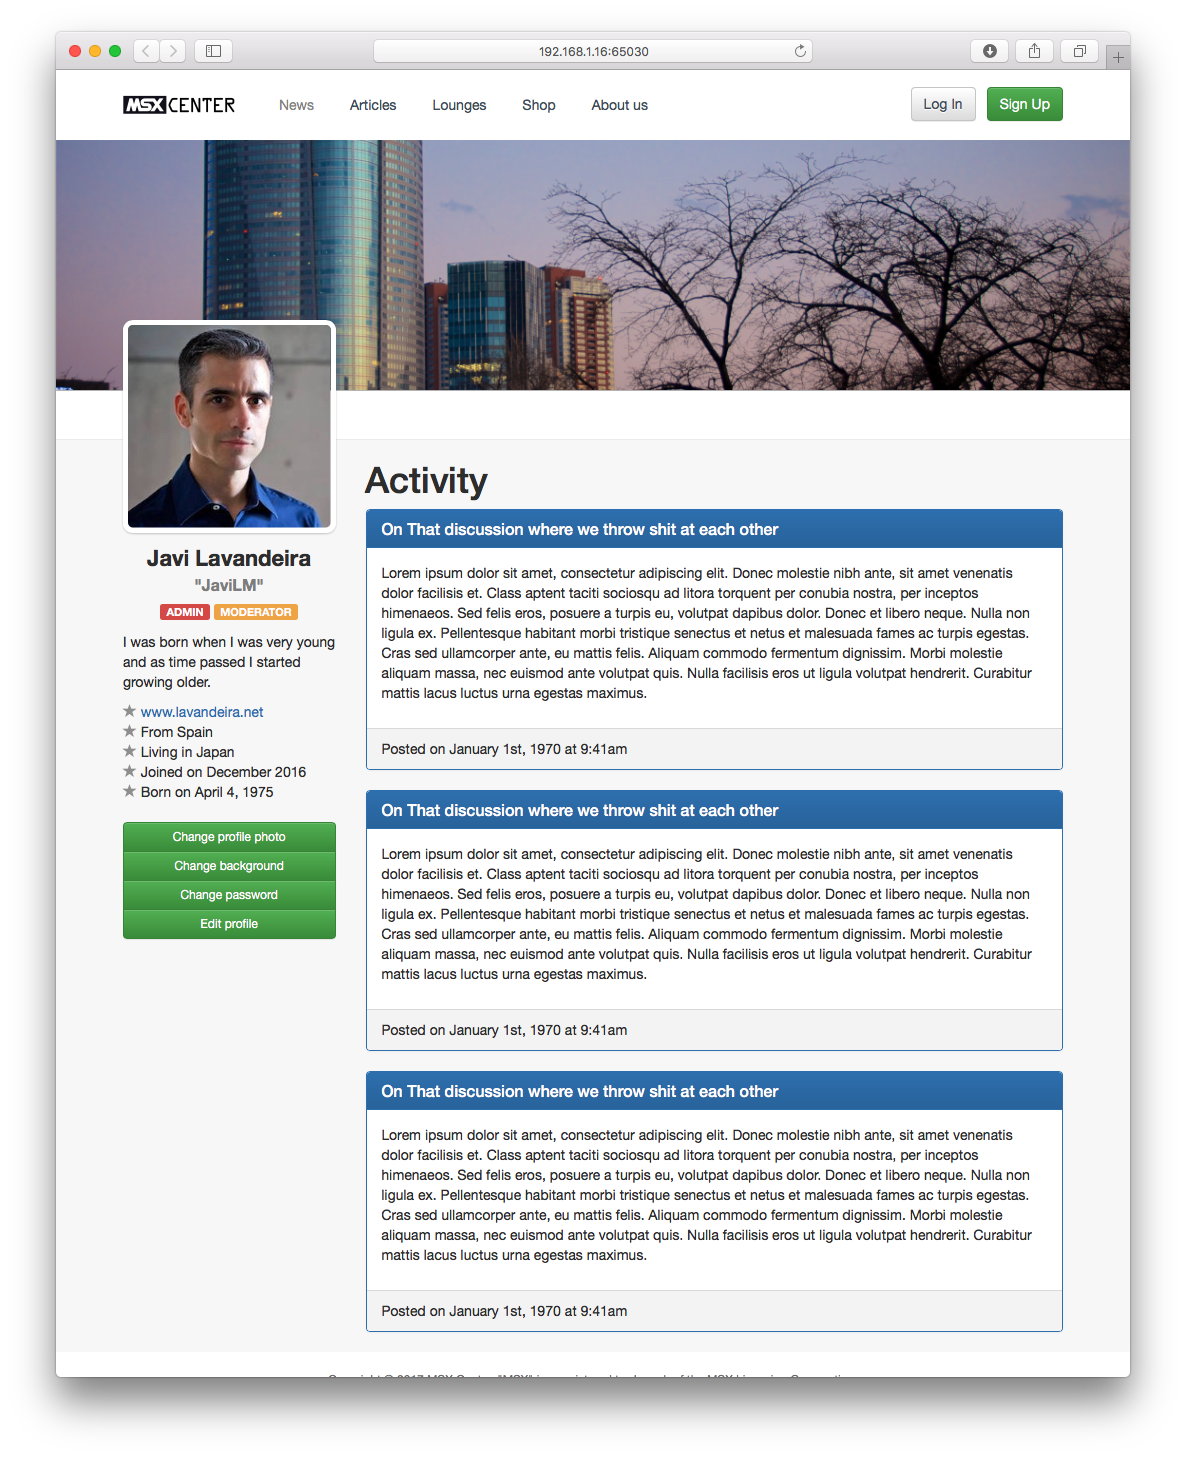 192.168.1.16:65030
MSX CENTER
News
Articles
Lounges
Shop
About us
Log In
Sign Up
Javi Lavandeira
"JaviLM"
ADMIN MODERATOR
I was born when I was very young
and as time passed I started
growing older.
www.lavandeira.net
From Spain
Living in Japan
Joined on December 2016
Born on April 4, 1975
Change profile photo
Change background
Change password
Edit profile
Activity
On That discussion where we throw shit at each other
Lorem ipsum dolor sit amet, consectetur adipiscing elit. Donec molestie nibh ante, sit amet venenatis
dolor facilisis et. Class aptent taciti sociosqu ad litora torquent per conubia nostra, per inceptos
himenaeos. Sed felis eros, posuere a turpis eu, volutpat dapibus dolor. Donec et libero neque. Nulla non
ligula ex. Pellentesque habitant morbi tristique senectus et netus et malesuada fames ac turpis egestas.
Cras sed ullamcorper ante, eu mattis felis. Aliquam commodo fermentum dignissim. Morbi molestie
aliquam massa, nec euismod ante volutpat quis. Nulla facilisis eros ut ligula volutpat hendrerit. Curabitur
mattis lacus luctus urna egestas maximus.
Posted on January 1st, 1970 at 9:41am
On That discussion where we throw shit at each other
Lorem ipsum dolor sit amet, consectetur adipiscing elit. Donec molestie nibh ante, sit amet venenatis
dolor facilisis et. Class aptent taciti sociosqu ad litora torquent per conubia nostra, per inceptos
himenaeos. Sed felis eros, posuere a turpis eu, volutpat dapibus dolor. Donec et libero neque. Nulla non
ligula ex. Pellentesque habitant morbi tristique senectus et netus et malesuada fames ac turpis egestas.
Cras sed ullamcorper ante, eu mattis felis. Aliquam commodo fermentum dignissim. Morbi molestie
aliquam massa, nec euismod ante volutpat quis. Nulla facilisis eros ut ligula volutpat hendrerit. Curabitur
mattis lacus luctus urna egestas maximus.
Posted on January 1st, 1970 at 9:41am
On That discussion where we throw shit at each other
Lorem ipsum dolor sit amet, consectetur adipiscing elit. Donec molestie nibh ante, sit amet venenatis
dolor facilisis et. Class aptent taciti sociosqu ad litora torquent per conubia nostra, per inceptos
himenaeos. Sed felis eros, posuere a turpis eu, volutpat dapibus dolor. Donec et libero neque. Nulla non
ligula ex. Pellentesque habitant morbi tristique senectus et netus et malesuada fames ac turpis egestas.
Cras sed ullamcorper ante, eu mattis felis. Aliquam commodo fermentum dignissim. Morbi molestie
aliquam massa, nec euismod ante volutpat quis. Nulla facilisis eros ut ligula volutpat hendrerit. Curabitur
mattis lacus luctus urna egestas maximus.
Posted on January 1st, 1970 at 9:41am